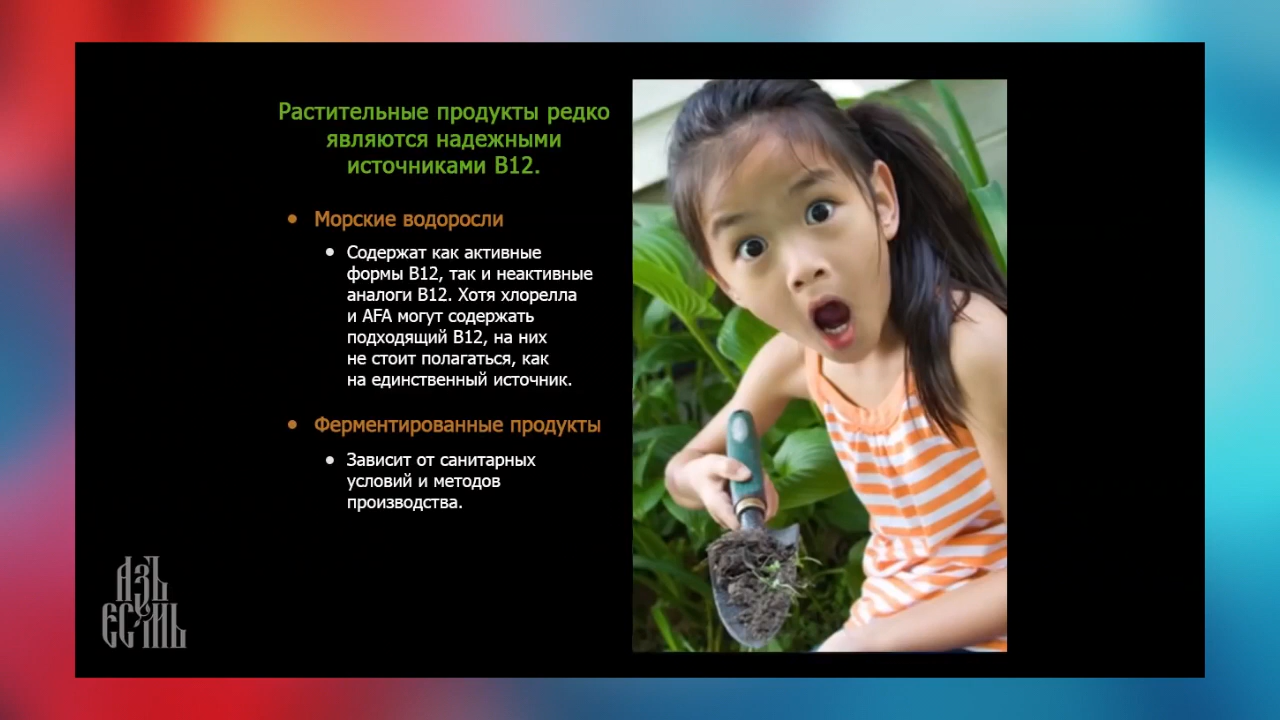 Растительные продукты редко
являются надежными
источниками B12.
• Морские водоросли
• Содержат как активные
формы B12, так и неактивные
аналоги B12. Хотя хлорелла
и AFA могут содержать
подходящий B12, на них
не стоит полагаться, как
на единственный источник.
• Ферментированные продукты
• Зависит от санитарных
условий и методов
производства.
АЗЪ
ЕСМЬ